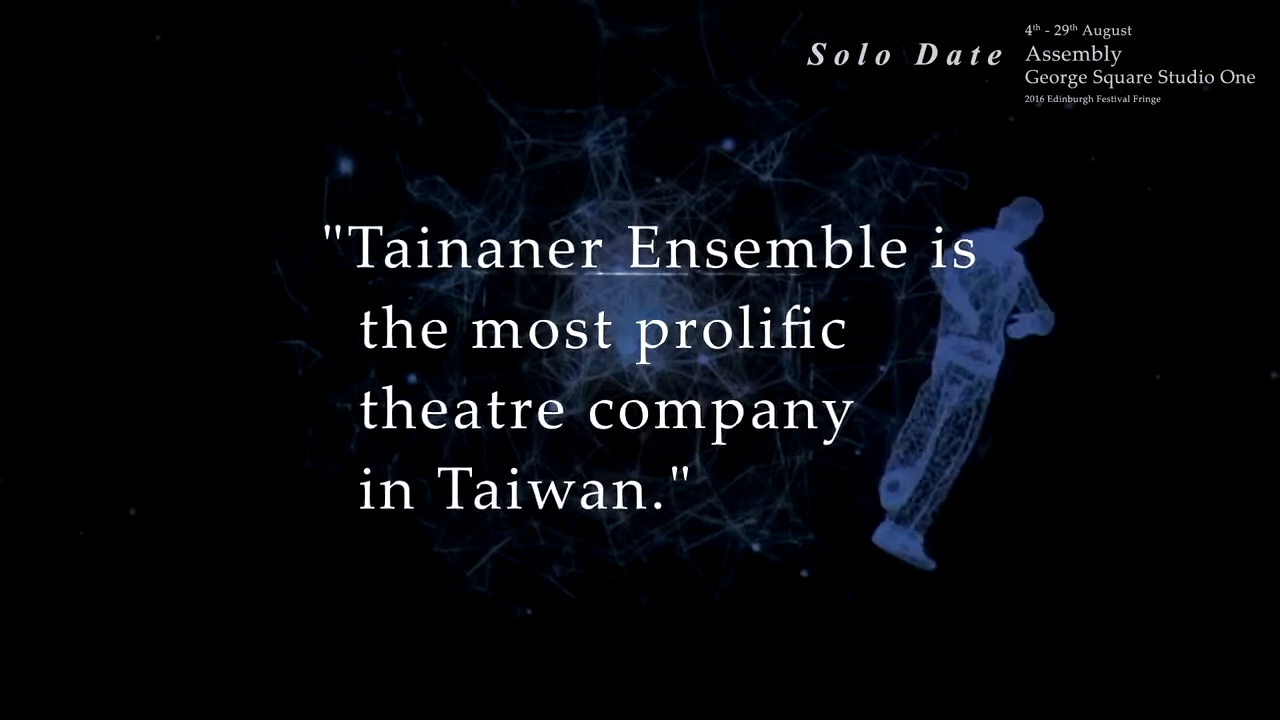 Solo Date
4th - 29th August
Assembly
George Square Studio One
2016 Edinburgh Festival Fringe
"Tainaner Ensemble is
the most prolific
theatre company
in Taiwan."